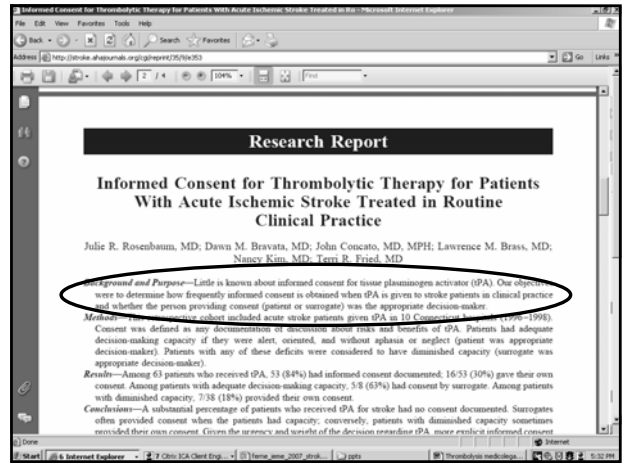 Informed Consent for Thrombolytic Therapy for Patients With Acute Ischemic Stroke Treated in Ro - Microsoft Internet Explorer
File Edit View Favorites Tools Help
Back Search Favorites
Address http://stroke.ahajournals.org/cgi/reprint/35/9/e353 Go Links
2 / 4 104% Find
Research Report
Informed Consent for Thrombolytic Therapy for Patients
With Acute Ischemic Stroke Treated in Routine
Clinical Practice
Julie R. Rosenbaum, MD; Dawn M. Bravata, MD; John Concato, MD, MPH; Lawrence M. Brass, MD;
Nancy Kim, MD; Terri R. Fried, MD
Background and Purpose—Little is known about informed consent for tissue plasminogen activator (tPA). Our objectives
were to determine how frequently informed consent is obtained when tPA is given to stroke patients in clinical practice
and whether the person providing consent (patient or surrogate) was the appropriate decision-maker.
Methods—This retrospective cohort included acute stroke patients given tPA in 10 Connecticut hospitals (1996–1998).
Consent was defined as any documentation of discussion about risks and benefits of tPA. Patients had adequate
decision-making capacity if they were alert, oriented, and without aphasia or neglect (patient was appropriate
decision-maker). Patients with any of these deficits were considered to have diminished capacity (surrogate was
appropriate decision-maker).
Results—Among 63 patients who received tPA, 53 (84%) had informed consent documented; 16/53 (30%) gave their own
consent. Among patients with adequate decision-making capacity, 5/8 (63%) had consent by surrogate. Among patients
with diminished capacity, 7/38 (18%) provided their own consent.
Conclusions—A substantial percentage of patients who received tPA for stroke had no consent documented. Surrogates
often provided consent when the patient had capacity; conversely, patients with diminished capacity sometimes
provided their own consent. Given the urgency and weight of the decision regarding tPA, more explicit informed consent
Done Internet
Start 6 Internet Explorer 7 Citrix ICA Client Engi... ferne_ieme_2007_strok... ppts Thrombolysis medicolega... 5:32 PM